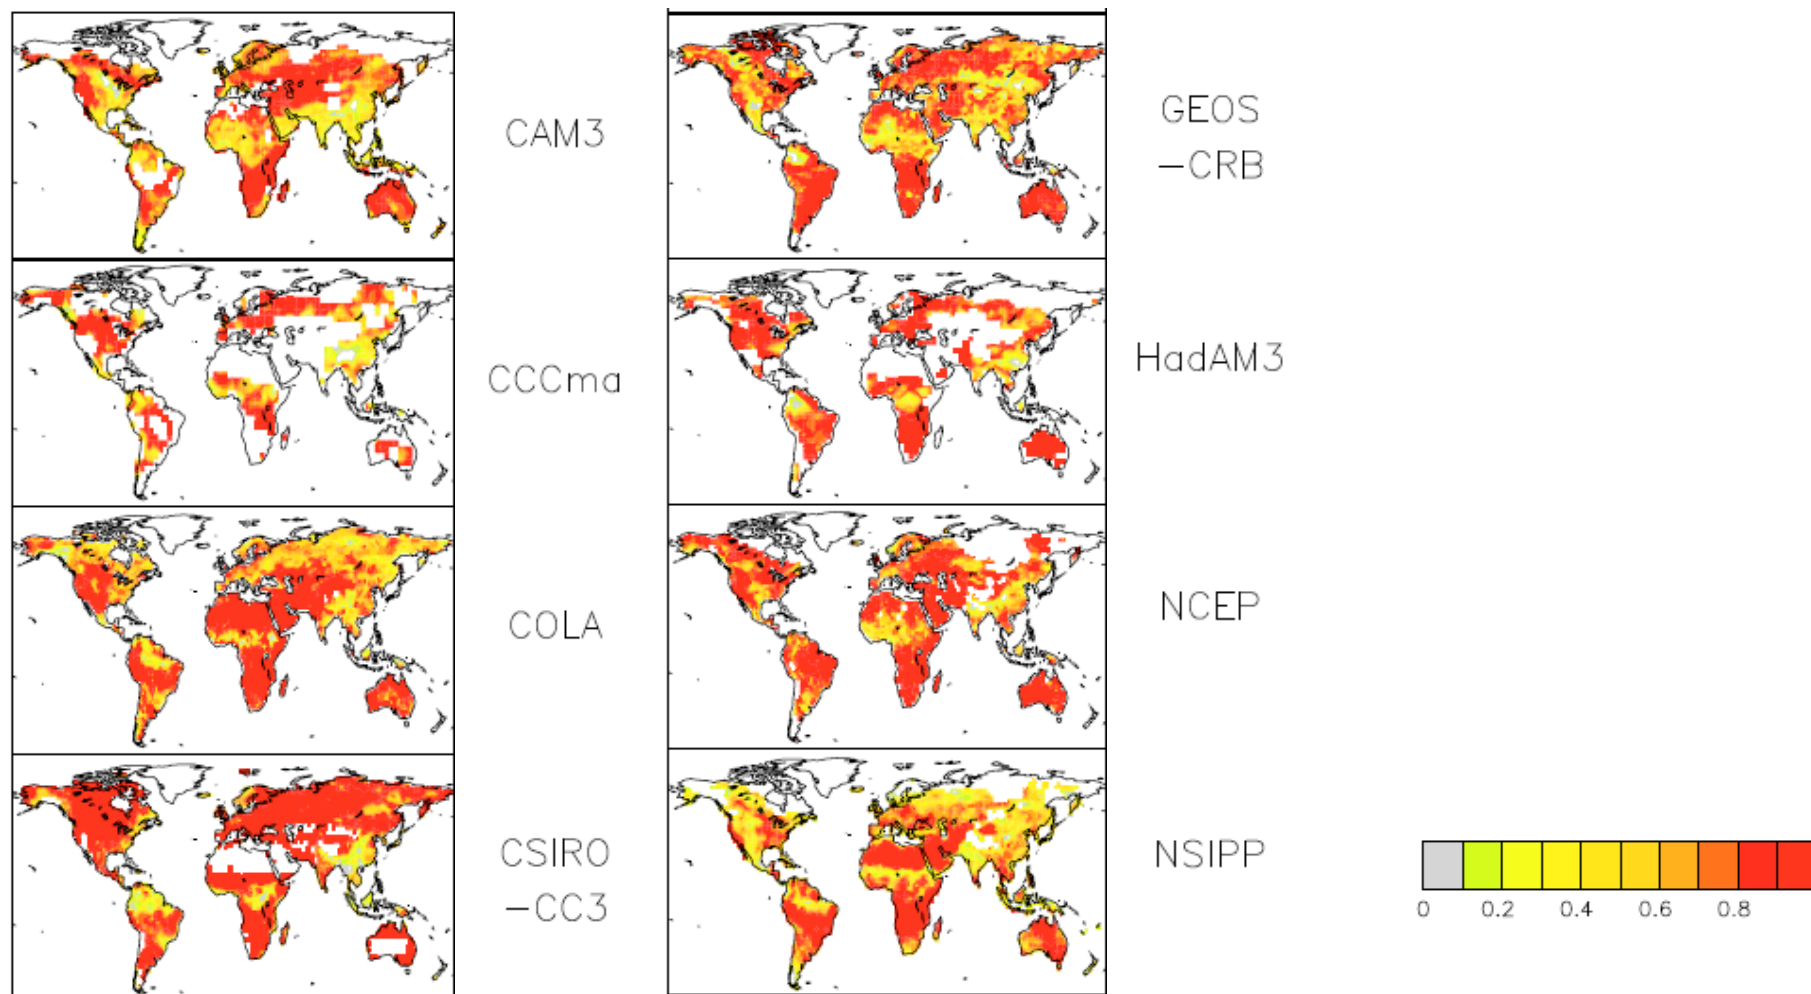 CAM3
GEOS
-CRB
CCCma
HadAM3
COLA
NCEP
CSIRO
-CC3
NSIPP
0 0.2 0.4 0.6 0.8